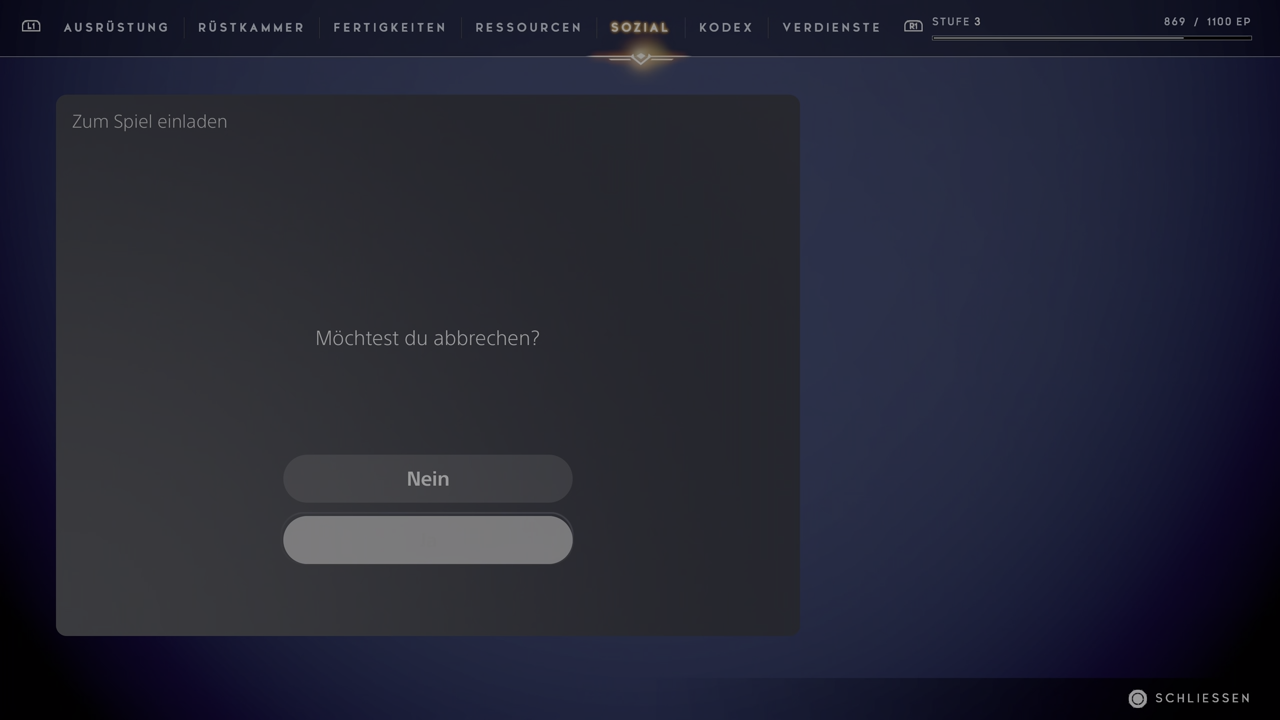 L1
AUSRÜSTUNG
RÜSTKAMMER
FERTIGKEITEN
RESSOURCEN
SOZIAL
KODEX
VERDIENSTE
R1
STUFE 3
869 / 1100 EP
Zum Spiel einladen
Möchtest du abbrechen?
Nein
SCHLIESSEN